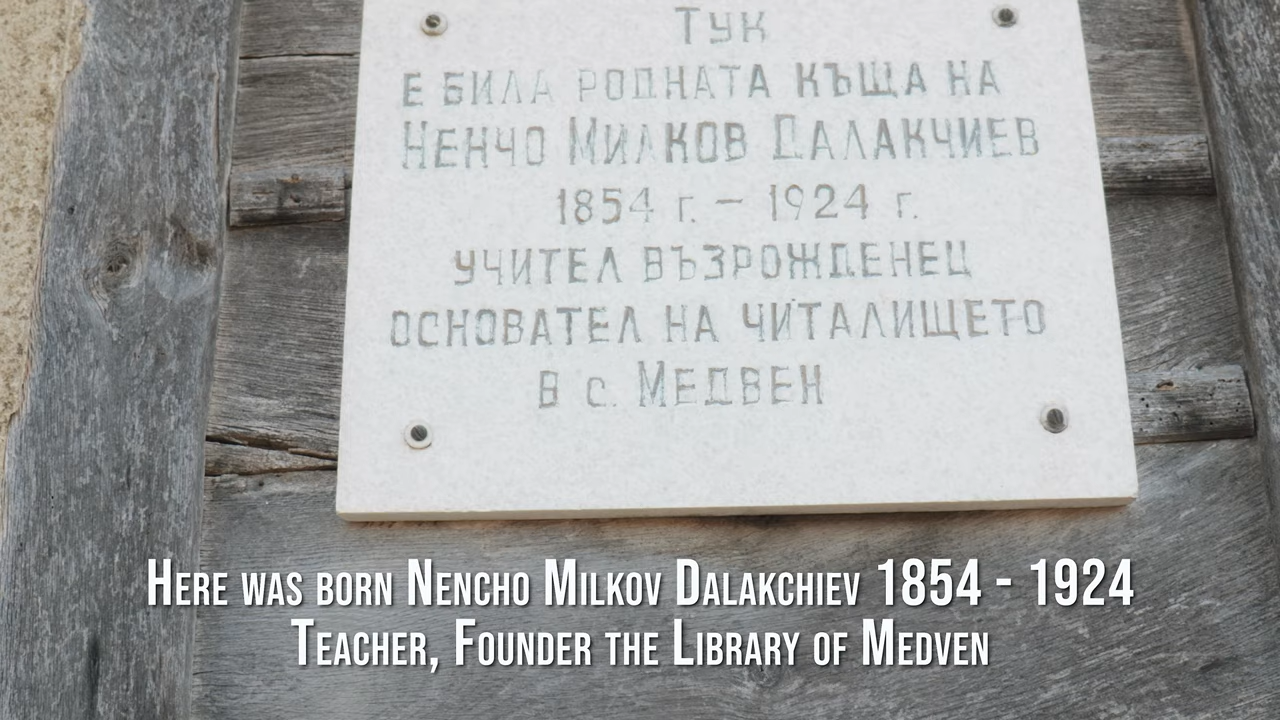 Тук
Е БИЛА РОДНАТА КЪЩА НА
НЕНЧО МИЛКОВ ДАЛАКЧИЕВ
1854 г. – 1924 г.
УЧИТЕЛ ВЪЗРОЖДЕНЕЦ
ОСНОВАТЕЛ НА ЧИТАЛИЩЕТО
В с. МЕДВЕН
Here was born Nencho Milkov Dalakchiev 1854 - 1924
Teacher, Founder the Library of Medven